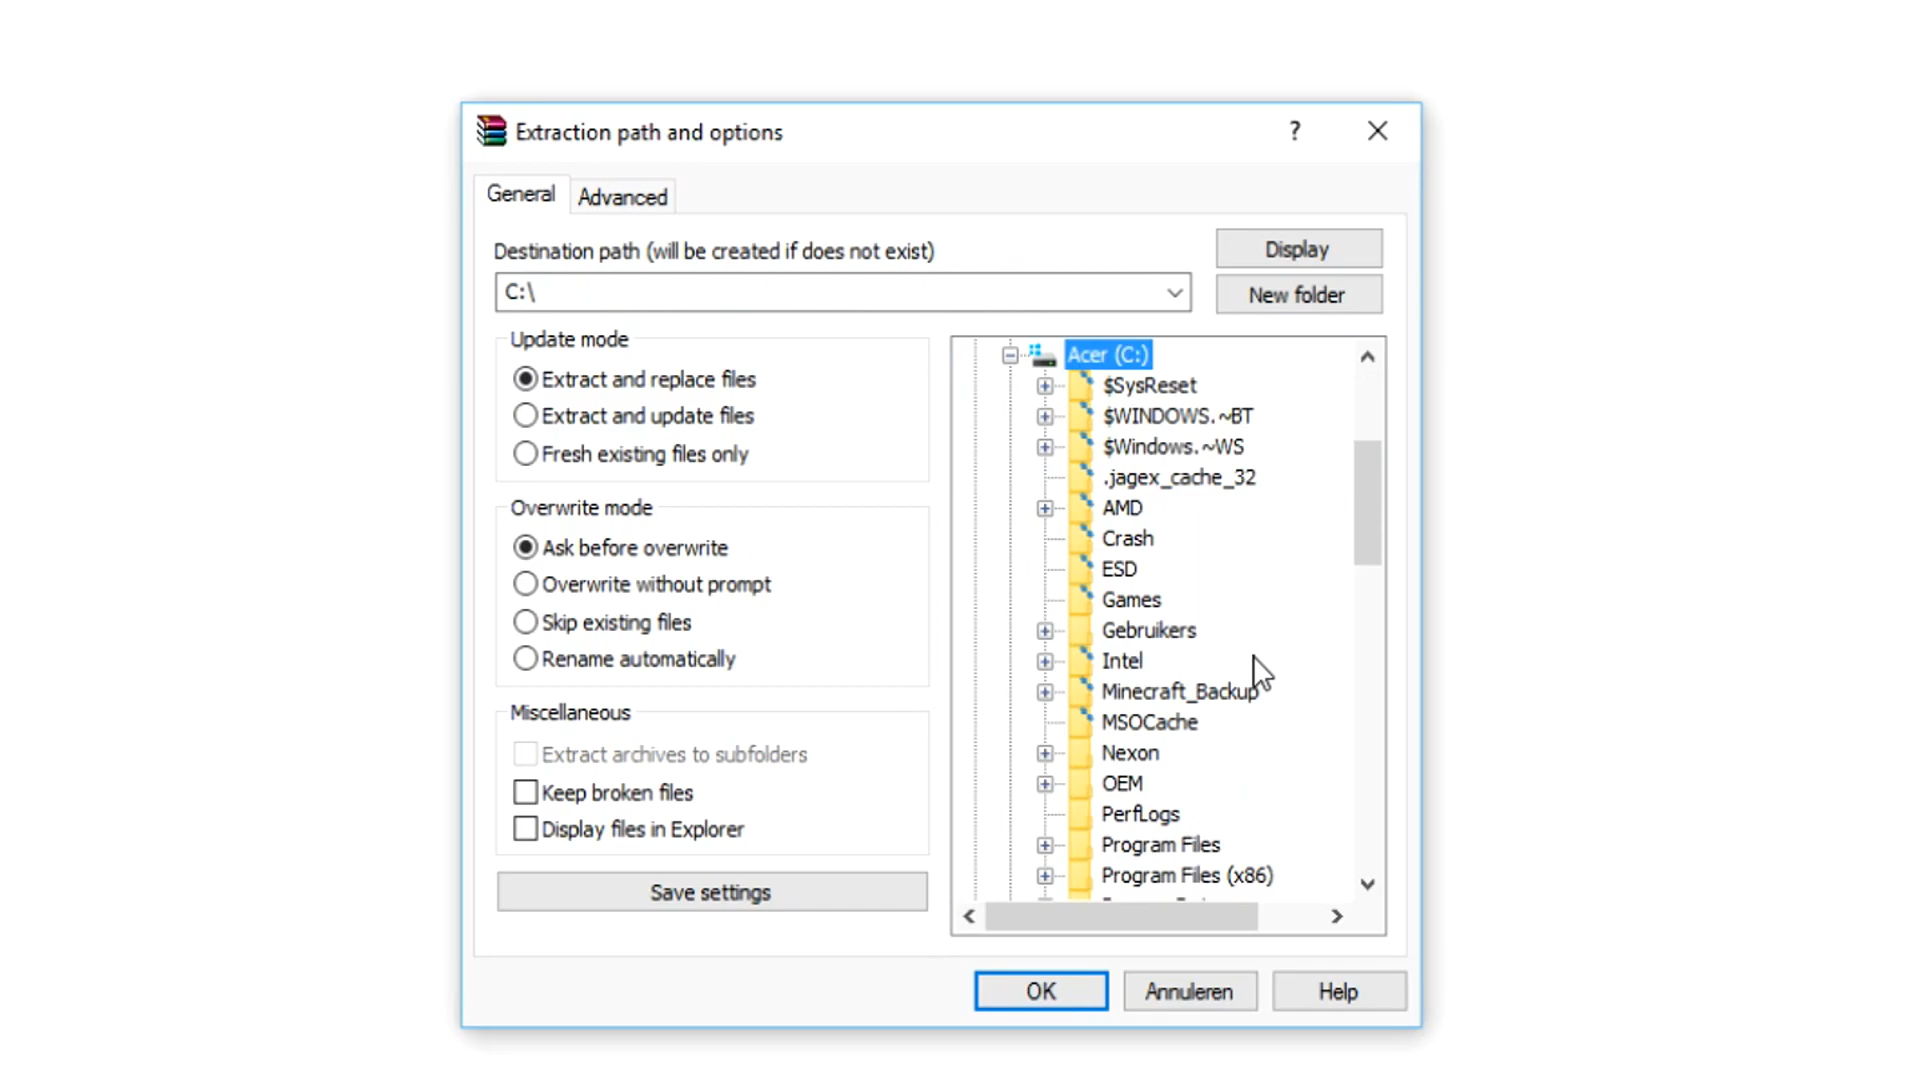 Extraction path and options
?
General
Advanced
Destination path (will be created if does not exist)
Display
C:\
New folder
Update mode
Extract and replace files
Extract and update files
Fresh existing files only
Overwrite mode
Ask before overwrite
Overwrite without prompt
Skip existing files
Rename automatically
Miscellaneous
Extract archives to subfolders
Keep broken files
Display files in Explorer
Save settings
Acer (C:)
$SysReset
$WINDOWS.~BT
$Windows.~WS
.jagex_cache_32
AMD
Crash
ESD
Games
Gebruikers
Intel
Minecraft_Backup
MSOCache
Nexon
OEM
PerfLogs
Program Files
Program Files (x86)
OK
Annuleren
Help